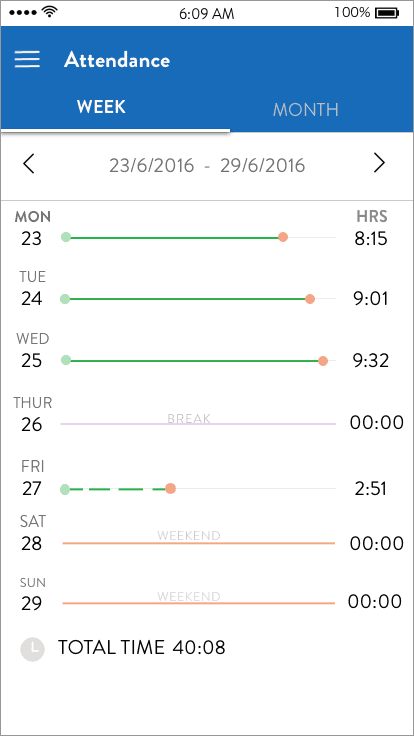 6:09 AM 100%
Attendance
WEEK MONTH
23/6/2016 - 29/6/2016
MON HRS
23 8:15
TUE
24 9:01
WED
25 9:32
THUR
26 BREAK 00:00
FRI
27 2:51
SAT
28 WEEKEND 00:00
SUN
29 WEEKEND 00:00
TOTAL TIME 40:08